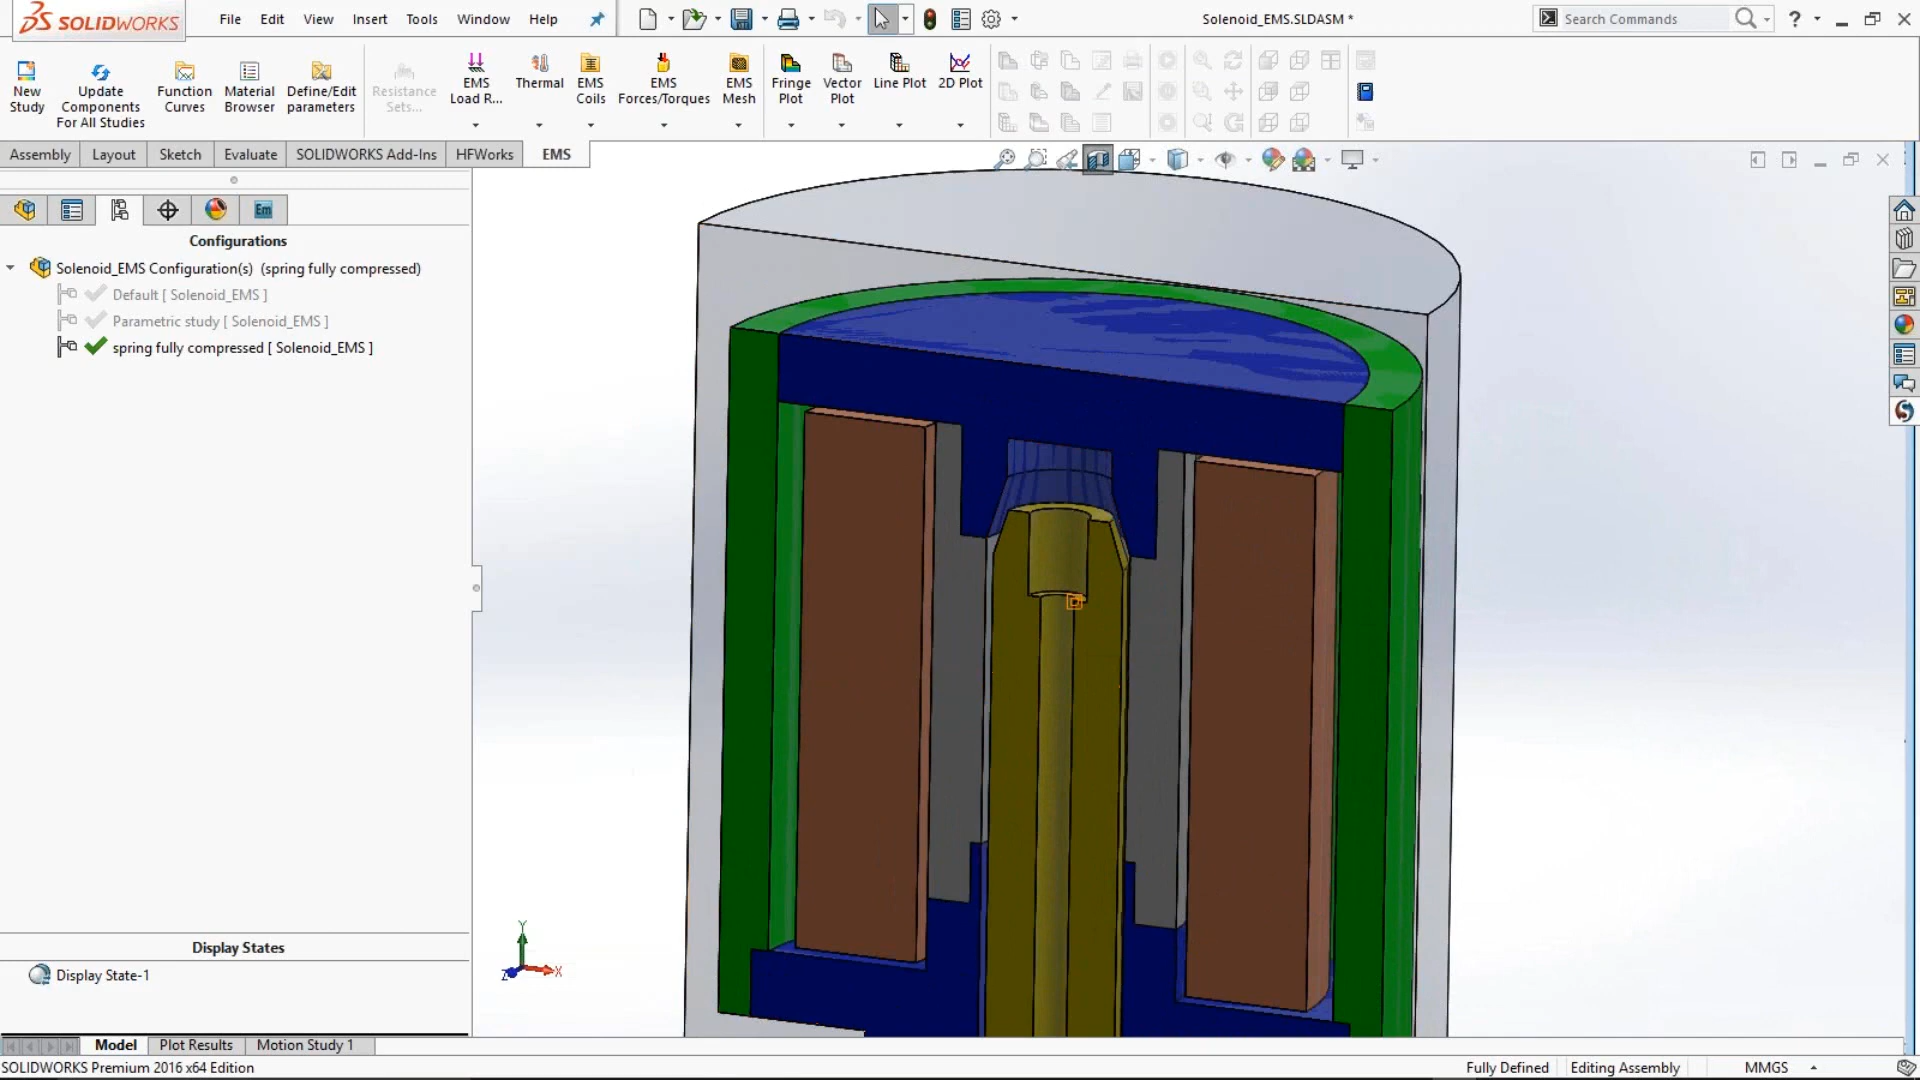 SOLIDWORKS
File Edit View Insert Tools Window Help
Solenoid_EMS.SLDASM *
Search Commands
?
New Study
Update Components For All Studies
Function Curves
Material Browser
Define/Edit parameters
Resistance Sets...
EMS Load R...
Thermal
EMS Coils
EMS Forces/Torques
EMS Mesh
Fringe Plot
Vector Plot
Line Plot
2D Plot
Assembly Layout Sketch Evaluate SOLIDWORKS Add-Ins HFWorks EMS
Em
Configurations
Solenoid_EMS Configuration(s) (spring fully compressed)
Default [ Solenoid_EMS ]
Parametric study [ Solenoid_EMS ]
spring fully compressed [ Solenoid_EMS ]
Y
Z X
Display States
Display State-1
Model Plot Results Motion Study 1
SOLIDWORKS Premium 2016 x64 Edition
Fully Defined Editing Assembly MMGS